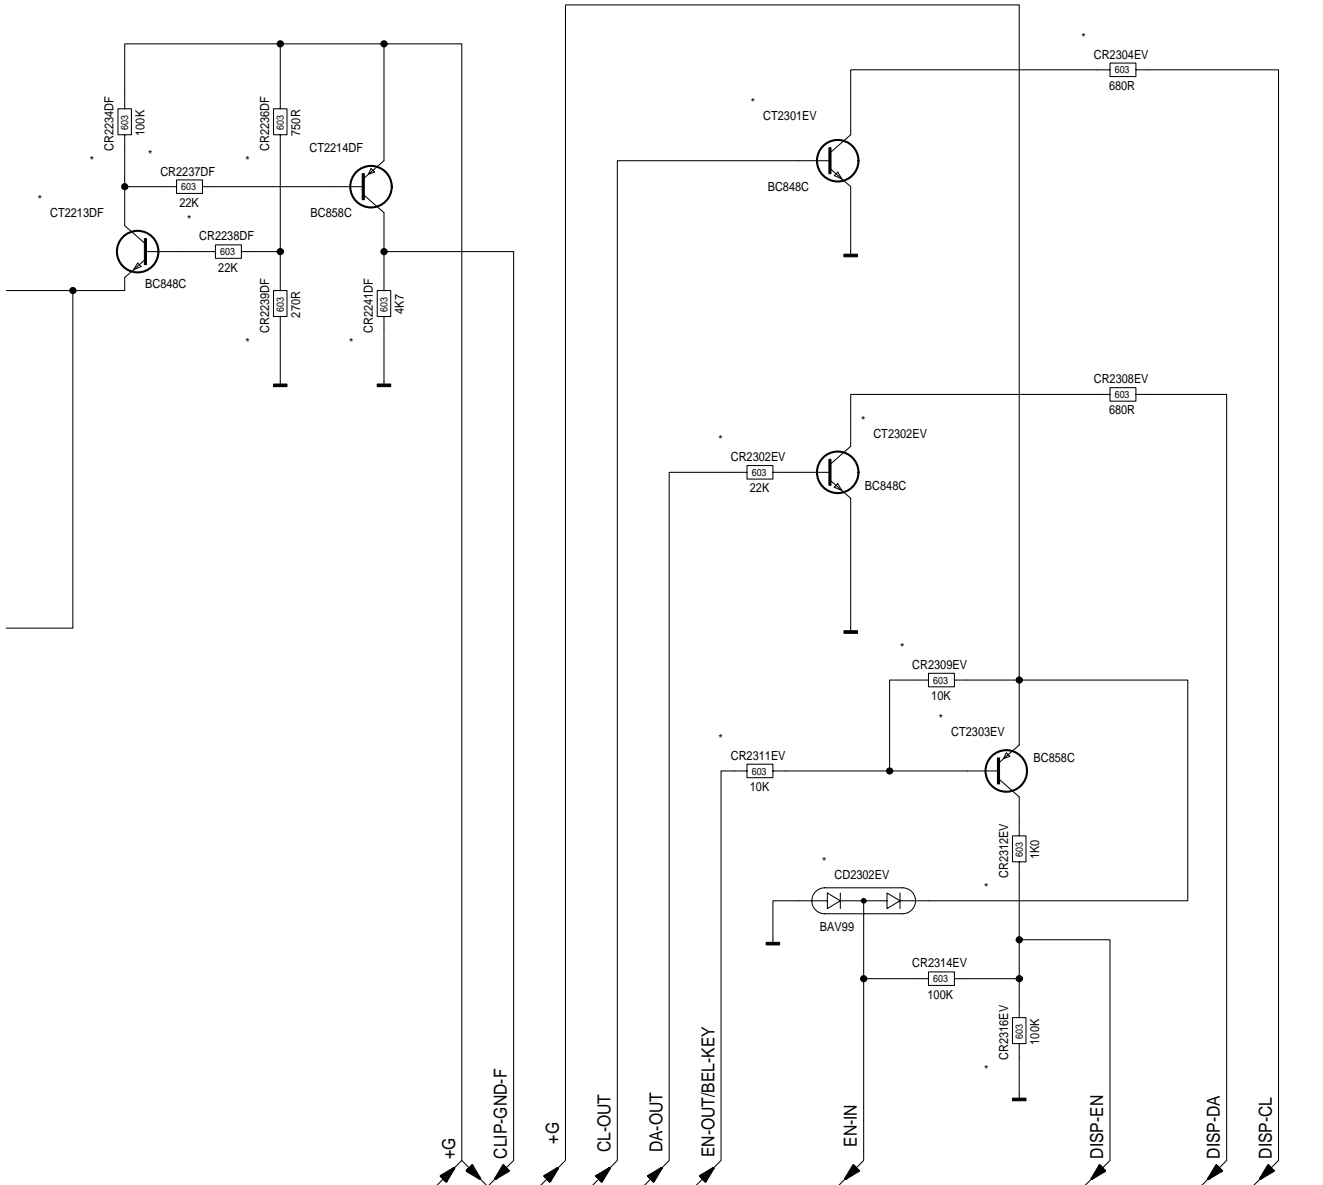 *
CR2304EV
603
680R
*
CT2301EV
BC848C
CR2234DF
603
100K
*
CR2236DF
603
750R
*
CT2214DF
BC858C
*
CR2237DF
603
22K
*
CT2213DF
BC848C
*
CR2238DF
603
22K
CR2239DF
603
270R
*
CR2241DF
603
4K7
*
CR2308EV
603
680R
*
CT2302EV
BC848C
*
CR2302EV
603
22K
*
CR2309EV
603
10K
*
CT2303EV
BC858C
*
CR2311EV
603
10K
CR2312EV
603
1K0
*
*
CD2302EV
BAV99
CR2314EV
603
100K
CR2316EV
603
100K
*
+G
CLIP-GND-F
+G
CL-OUT
DA-OUT
EN-OUT/BEL-KEY
EN-IN
DISP-EN
DISP-DA
DISP-CL